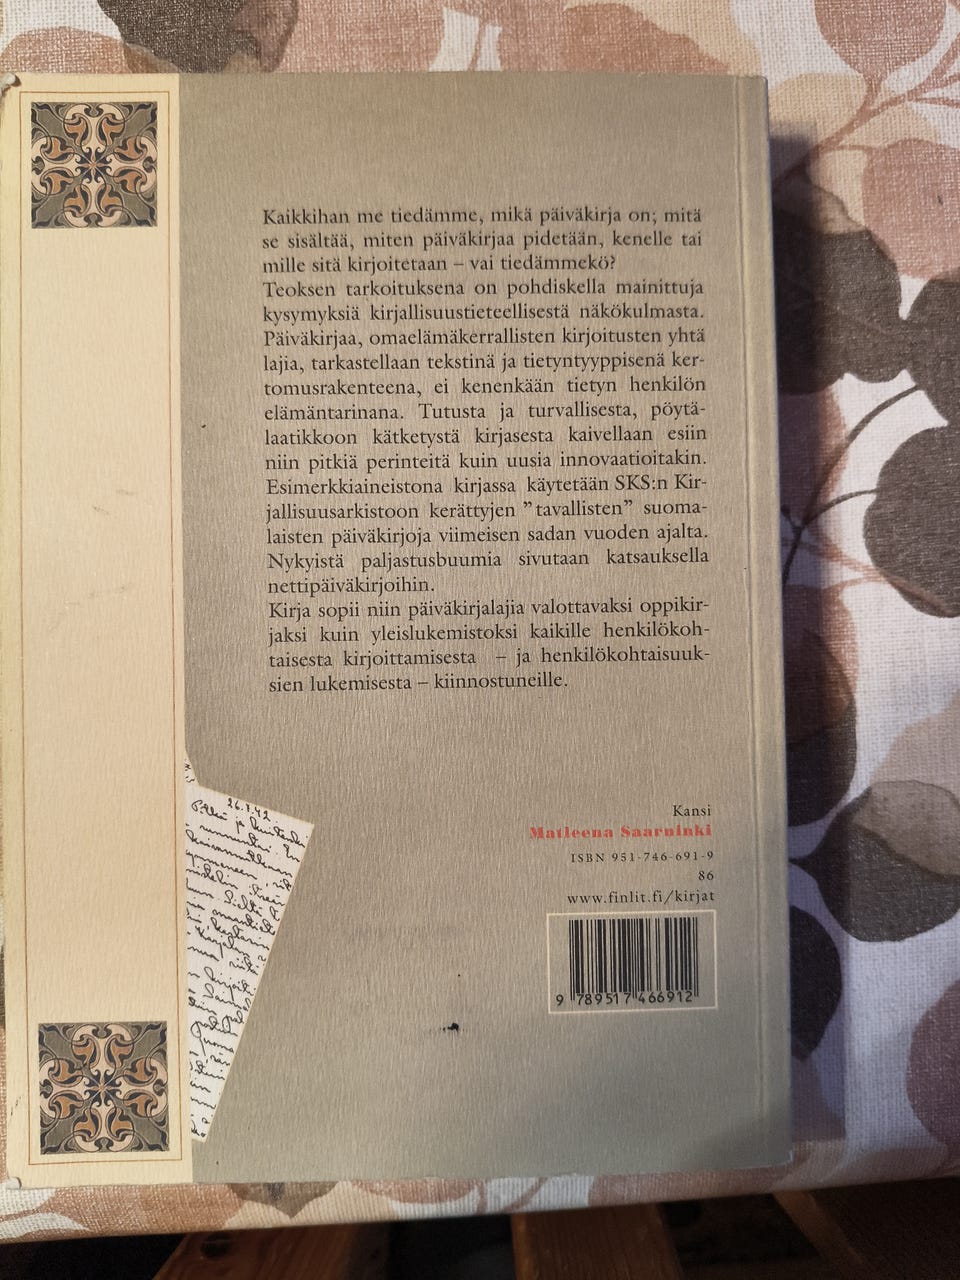 Kaikkihan me tiedämme, mikä päiväkirja on; mitä
se sisältää, miten päiväkirjaa pidetään, kenelle tai
mille sitä kirjoitetaan – vai tiedämmekö?
Teoksen tarkoituksena on pohdiskella mainittuja
kysymyksiä kirjallisuustieteellisestä näkökulmasta.
Päiväkirjaa, omaelämäkerrallisten kirjoitusten yhtä
lajia, tarkastellaan tekstinä ja tietyntyyppisenä ker-
tomusrakenteena, ei kenenkään tietyn henkilön
elämäntarinana. Tutusta ja turvallisesta, pöytä-
laatikkoon kätketystä kirjasesta kaivellaan esiin
niin pitkiä perinteitä kuin uusia innovaatioitakin.
Esimerkkiaineistona kirjassa käytetään SKS:n Kir-
jallisuusarkistoon kerättyjen ”tavallisten” suoma-
laisten päiväkirjoja viimeisen sadan vuoden ajalta.
Nykyistä paljastusbuumia sivutaan katsauksella
nettipäiväkirjoihin.
Kirja sopii niin päiväkirjalajia valottavaksi oppikir-
jaksi kuin yleislukemistoksi kaikille henkilökoh-
taisesta kirjoittamisesta – ja henkilökohtaisuuk-
sien lukemisesta – kiinnostuneille.
26.7.42.
Kansi
Matleena Saarninki
ISBN 951-746-691-9
86
www.finlit.fi/kirjat
9 789517 466912